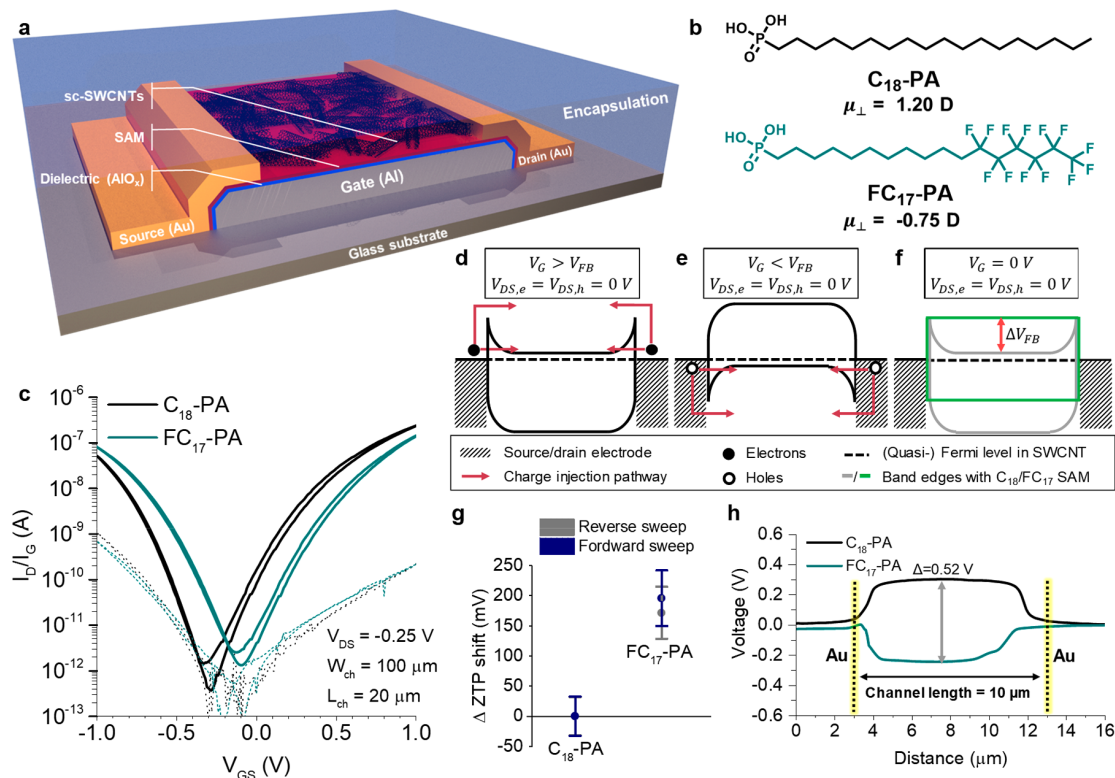 a
sc-SWCNTs
SAM
Dielectric (AlOx)
Encapsulation
Gate (Al)
Drain (Au)
Source (Au)
Glass substrate
b
HO OH
P
O
C18-PA
μ⊥ = 1.20 D
HO OH
P
O
F F F F F F
F
F
F F F F F F
FC17-PA
μ⊥ = -0.75 D
c
C18-PA
FC17-PA
10-6
10-7
10-8
10-9
10-10
10-11
10-12
10-13
ID/IG (A)
VDS = -0.25 V
Wch = 100 μm
Lch = 20 μm
-1.0 -0.5 0.0 0.5 1.0
VGS (V)
d
VG > VFB
VDS,e = VDS,h = 0 V
e
VG < VFB
VDS,e = VDS,h = 0 V
f
VG = 0 V
VDS,e = VDS,h = 0 V
ΔVFB
Source/drain electrode
Charge injection pathway
Electrons
Holes
(Quasi-) Fermi level in SWCNT
/ Band edges with C18/FC17 SAM
g
Reverse sweep
Fordward sweep
250
200
150
100
50
0
-50
Δ ZTP shift (mV)
FC17-PA
C18-PA
h
C18-PA
FC17-PA
Δ=0.52 V
0.6
0.4
0.2
0.0
-0.2
-0.4
-0.6
Voltage (V)
Au
Au
Channel length = 10 μm
0 2 4 6 8 10 12 14 16
Distance (μm)